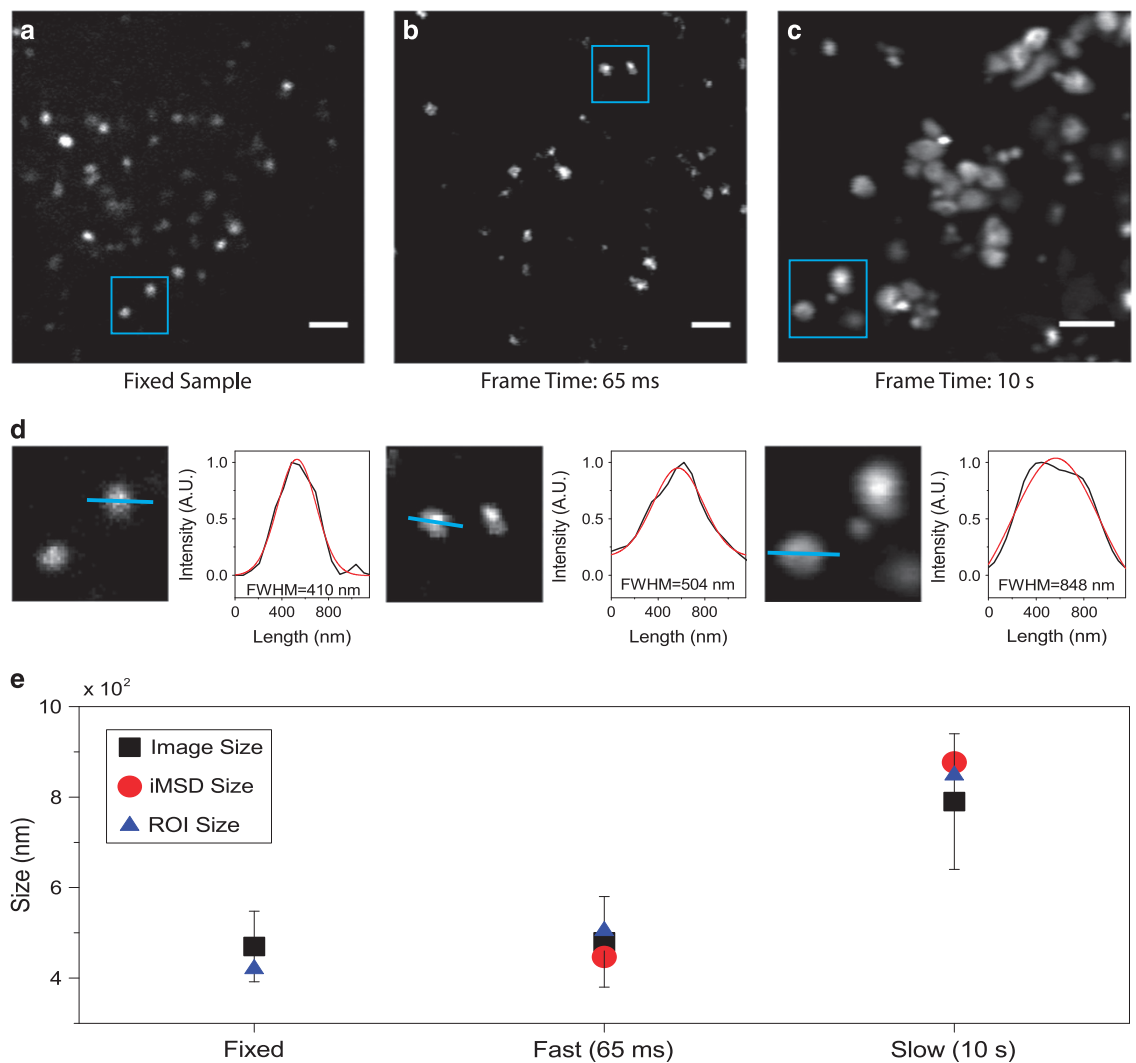 a
b
c
Fixed Sample
Frame Time: 65 ms
Frame Time: 10 s
d
Intensity (A.U.)
1.0
0.5
0.0
FWHM=410 nm
0 400 800
Length (nm)
Intensity (A.U.)
1.0
0.5
0.0
FWHM=504 nm
0 400 800
Length (nm)
Intensity (A.U.)
1.0
0.5
0.0
FWHM=848 nm
0 400 800
Length (nm)
e
x 10²
10
8
6
4
Size (nm)
Image Size
iMSD Size
ROI Size
Fixed
Fast (65 ms)
Slow (10 s)